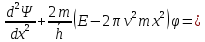 d²Ψ/dx² + 2m/ℏ (E − 2π ν² m x²) φ = ¿